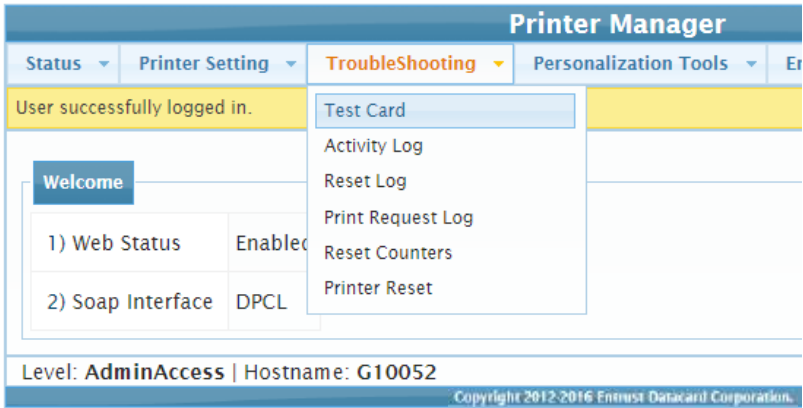 Printer Manager
Status Printer Setting TroubleShooting Personalization Tools
User successfully logged in.
Test Card
Activity Log
Reset Log
Print Request Log
Reset Counters
Printer Reset
Welcome
1) Web Status Enabled
2) Soap Interface DPCL
Level: AdminAccess | Hostname: G10052
Copyright 2012-2016 Entrust Datacard Corporation.